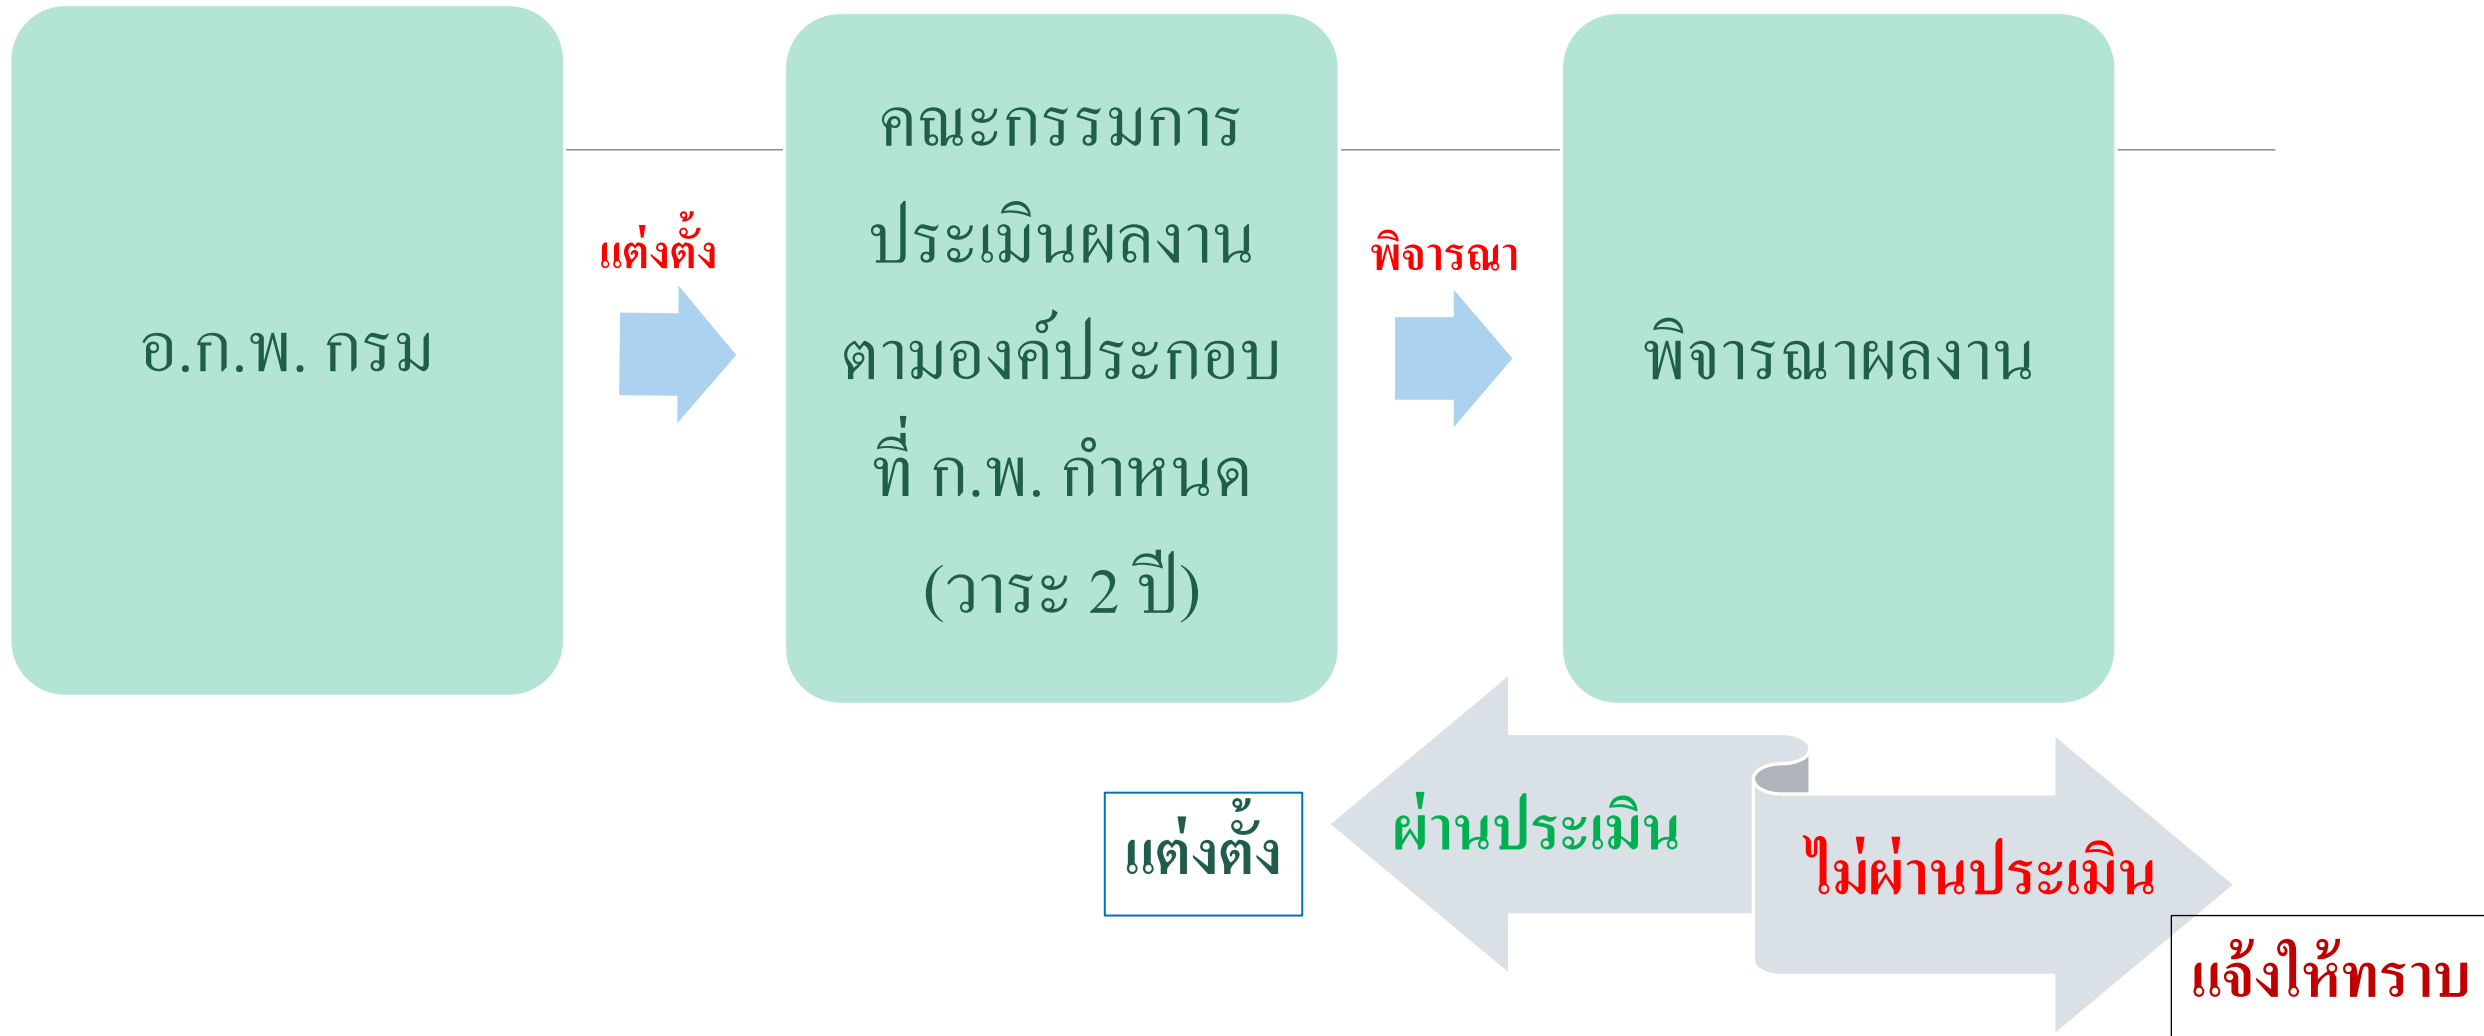 อ.ก.พ. กรม
แต่งตั้ง
คณะกรรมการ
ประเมินผลงาน
ตามองค์ประกอบ
ที่ ก.พ. กำหนด
(วาระ 2 ปี)
พิจารณา
พิจารณาผลงาน
แต่งตั้ง
ผ่านประเมิน
ไม่ผ่านประเมิน
แจ้งให้ทราบ